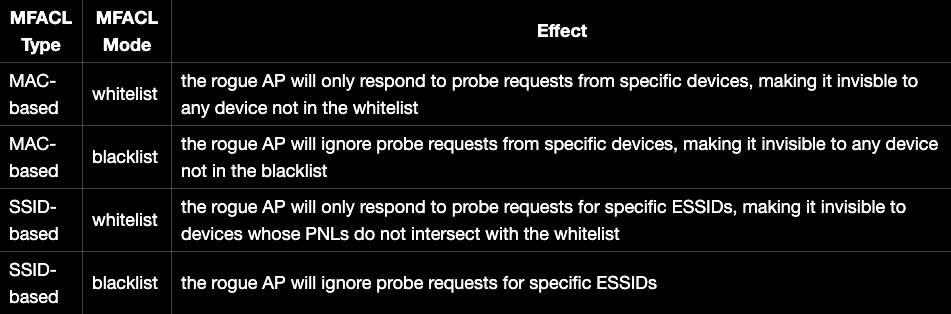 MFACL
Type
MFACL
Mode
Effect
MAC-
based
whitelist
the rogue AP will only respond to probe requests from specific devices, making it invisble to
any device not in the whitelist
MAC-
based
blacklist
the rogue AP will ignore probe requests from specific devices, making it invisible to any device
not in the blacklist
SSID-
based
whitelist
the rogue AP will only respond to probe requests for specific ESSIDs, making it invisible to
devices whose PNLs do not intersect with the whitelist
SSID-
based
blacklist
the rogue AP will ignore probe requests for specific ESSIDs